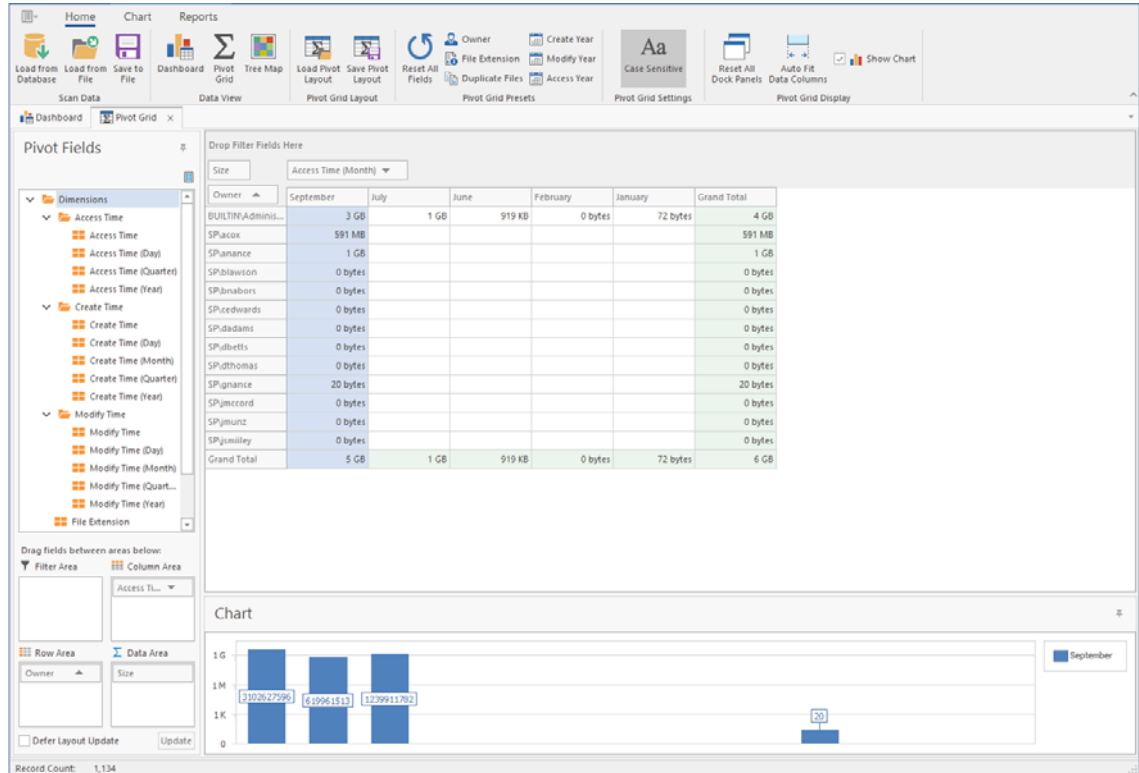 Home Chart Reports
Load from Database Load from File Save to File Dashboard Pivot Grid Tree Map Load Pivot Layout Save Pivot Layout Reset All Fields Owner File Extension Duplicate Files Create Year Modify Year Access Year Aa Case Sensitive Reset All Dock Panels Auto Fit Data Columns Show Chart
Scan Data Data View Pivot Grid Layout Pivot Grid Presets Pivot Grid Settings Pivot Grid Display
Dashboard Pivot Grid ×
Pivot Fields
Dimensions
Access Time
Access Time
Access Time (Day)
Access Time (Quarter)
Access Time (Year)
Create Time
Create Time
Create Time (Day)
Create Time (Month)
Create Time (Quarter)
Create Time (Year)
Modify Time
Modify Time
Modify Time (Day)
Modify Time (Month)
Modify Time (Quart...
Modify Time (Year)
File Extension
Drag fields between areas below:
Filter Area Column Area
Access Ti...
Row Area Data Area
Owner Size
Defer Layout Update Update
Drop Filter Fields Here
Size Access Time (Month)
Owner September July June February January Grand Total
BUILTIN\Adminis... 3 GB 1 GB 919 KB 0 bytes 72 bytes 4 GB
SP\acox 591 MB 591 MB
SP\anance 1 GB 1 GB
SP\blawson 0 bytes 0 bytes
SP\bnabors 0 bytes 0 bytes
SP\cedwards 0 bytes 0 bytes
SP\dadams 0 bytes 0 bytes
SP\dbetts 0 bytes 0 bytes
SP\dthomas 0 bytes 0 bytes
SP\gnance 20 bytes 20 bytes
SP\jmccord 0 bytes 0 bytes
SP\jmunz 0 bytes 0 bytes
SP\jsmiley 0 bytes 0 bytes
Grand Total 5 GB 1 GB 919 KB 0 bytes 72 bytes 6 GB
Chart
1G
1M
1K
0
3102627596 619961513 1239911782 20
September
Record Count: 1,134